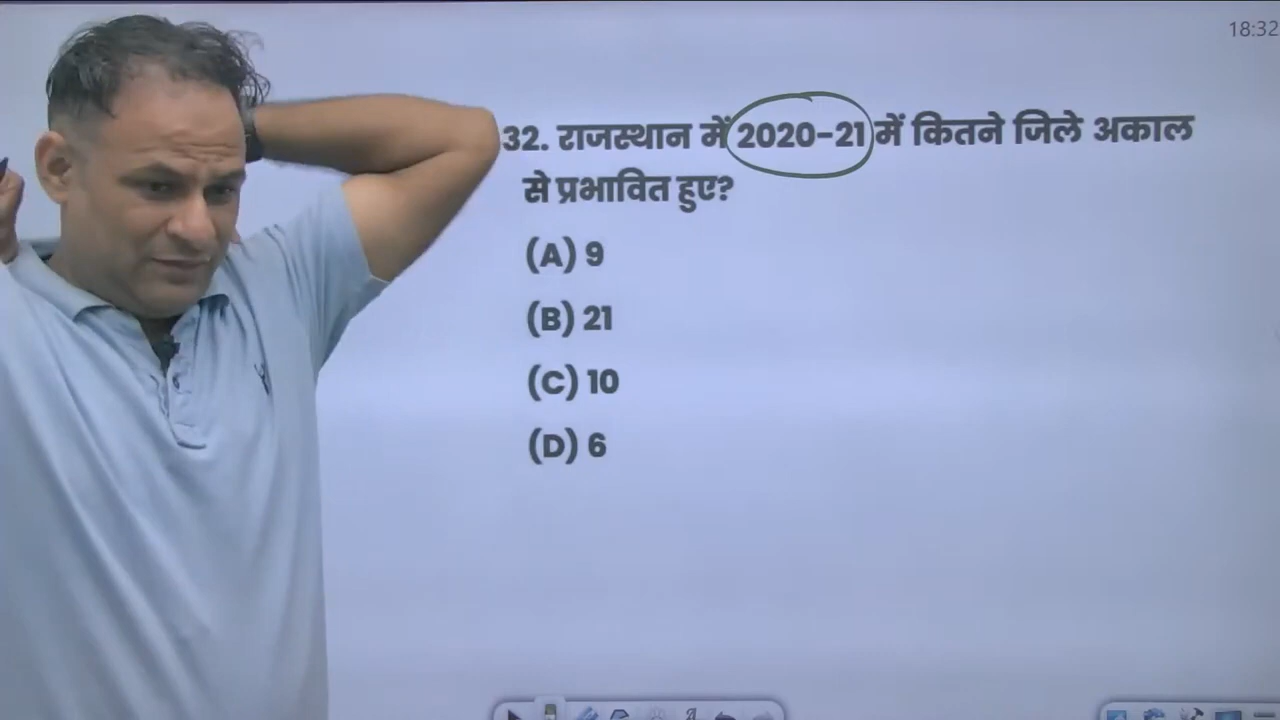 18:32
32. राजस्थान में 2020-21 में कितने जिले अकाल
से प्रभावित हुए?
(A) 9
(B) 21
(C) 10
(D) 6